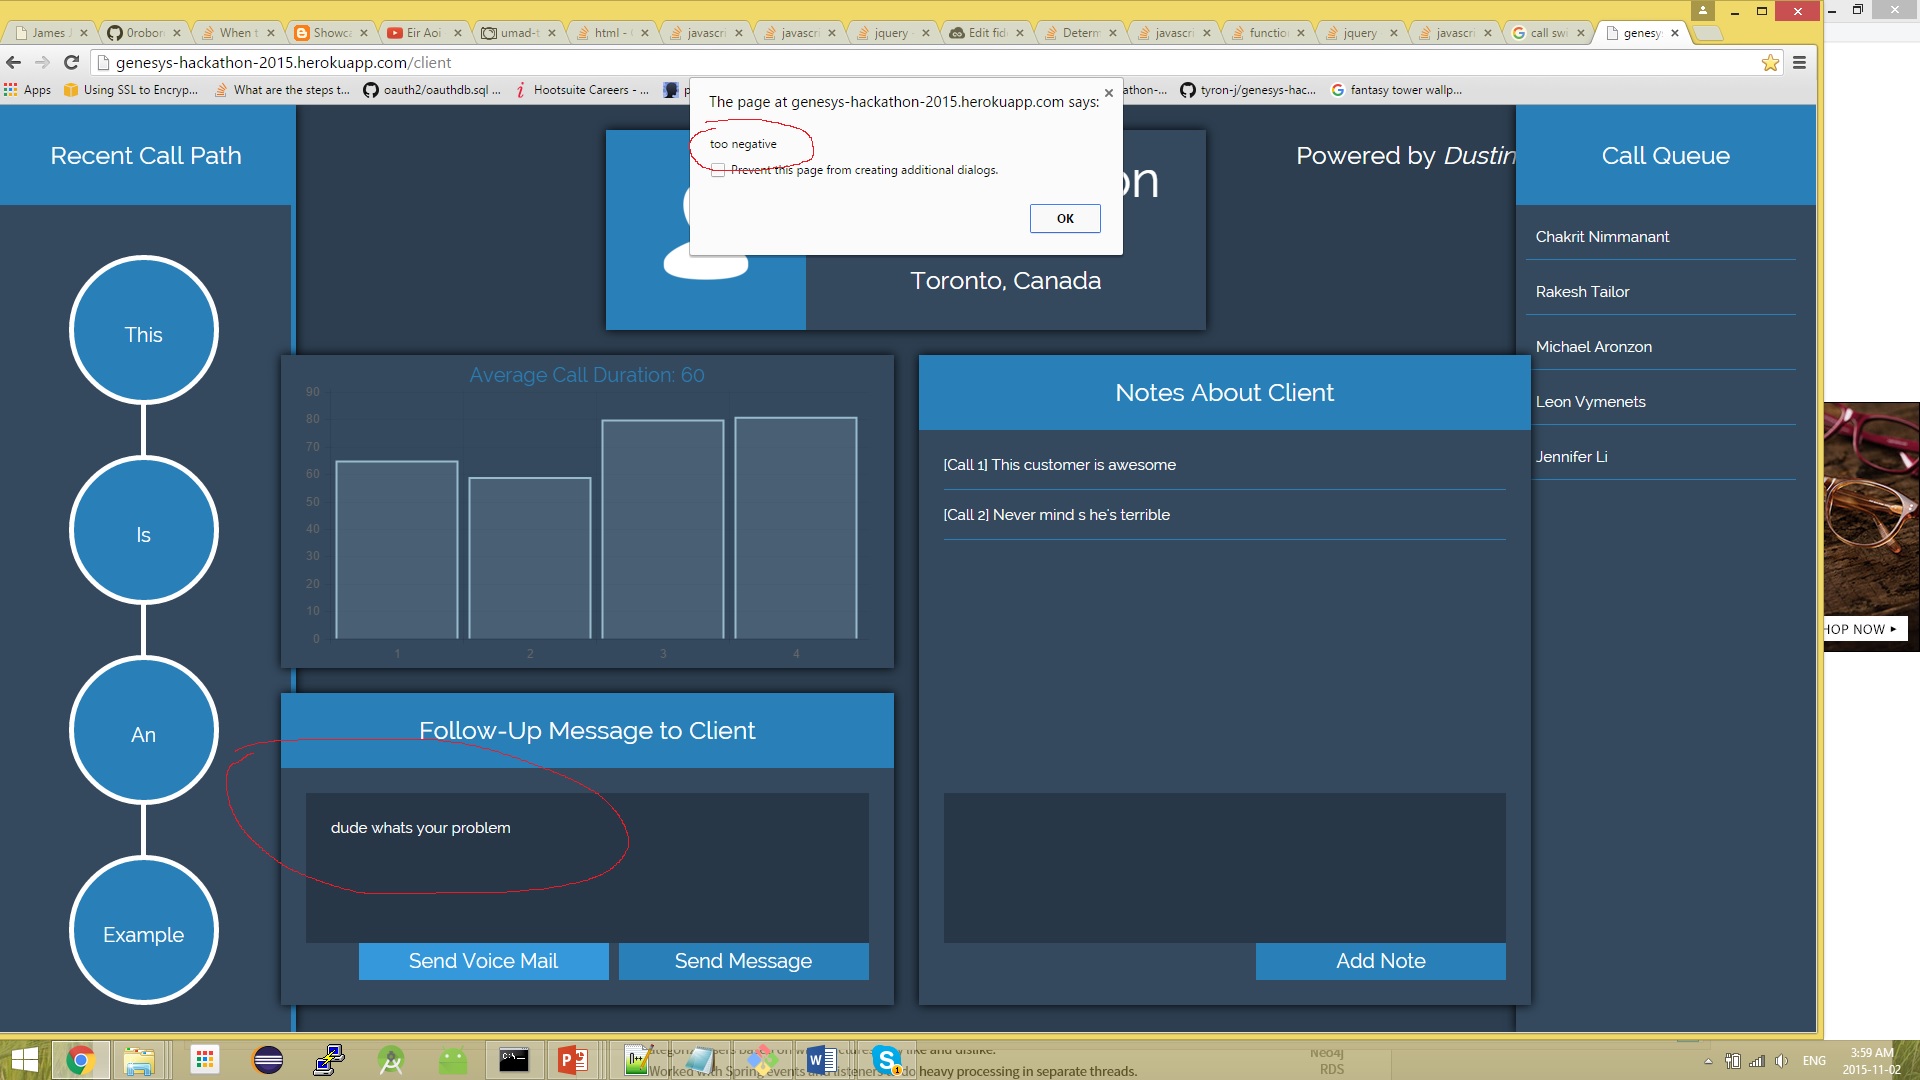 James J
0robor
When t
Showca
Eir Aoi
umad-t
html -
javascri
javascri
jquery
Edit fid
Determ
javascri
functio
jquery
javascri
call swi
genesy
genesys-hackathon-2015.herokuapp.com/client
Apps
Using SSL to Encryp...
What are the steps t...
oauth2/oauthdb.sql ...
Hootsuite Careers - ...
athon-...
tyron-j/genesys-hac...
fantasy tower wallp...
The page at genesys-hackathon-2015.herokuapp.com says:
too negative
Prevent this page from creating additional dialogs.
OK
Recent Call Path
on
Toronto, Canada
Powered by Dustin
Call Queue
Chakrit Nimmanant
Rakesh Tailor
Michael Aronzon
Leon Vymenets
Jennifer Li
This
Is
An
Example
Average Call Duration: 60
90
80
70
60
50
40
30
20
10
0
1 2 3 4
Follow-Up Message to Client
dude whats your problem
Send Voice Mail
Send Message
Notes About Client
[Call 1] This customer is awesome
[Call 2] Never mind s he's terrible
Add Note
HOP NOW
like and dislike.
Worked with Spring events and listeners to do heavy processing in separate threads.
Neo4j
RDS
ENG
3:59 AM
2015-11-02